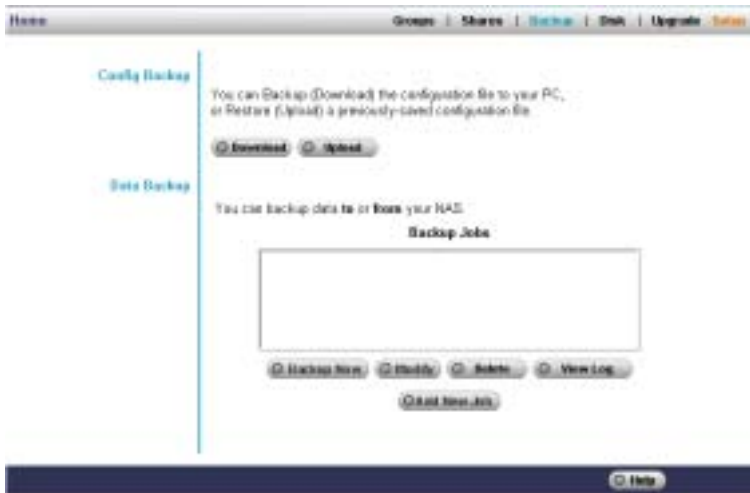 Home
Groups | Shares | Backup | Disk | Upgrade Setup
Config Backup
You can Backup (Download) the configuration file to your PC,
or Restore (Upload) a previously-saved configuration file.
Download Upload
Data Backup
You can backup data to or from your NAS.
Backup Jobs
Backup Now Modify Delete View Log
Add New Job
Help